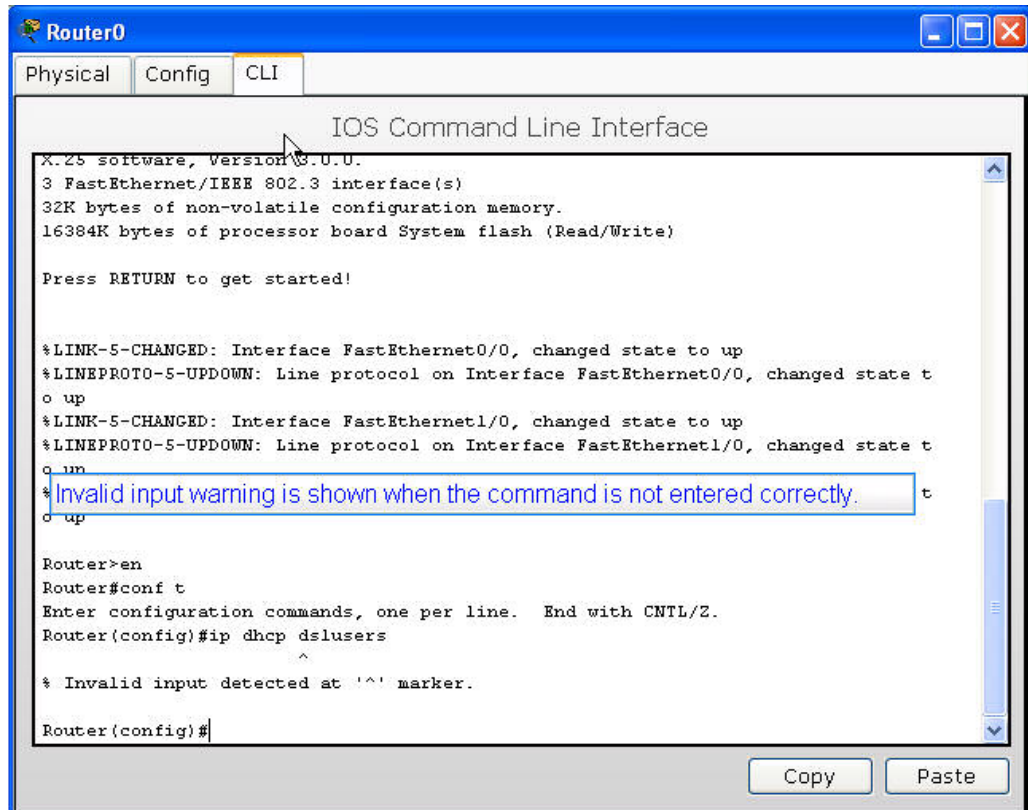 Router0
Physical Config CLI
IOS Command Line Interface
X.25 software, Version 3.0.0.
3 FastEthernet/IEEE 802.3 interface(s)
32K bytes of non-volatile configuration memory.
16384K bytes of processor board System flash (Read/Write)
Press RETURN to get started!
%LINK-5-CHANGED: Interface FastEthernet0/0, changed state to up
%LINEPROTO-5-UPDOWN: Line protocol on Interface FastEthernet0/0, changed state t
o up
%LINK-5-CHANGED: Interface FastEthernet1/0, changed state to up
%LINEPROTO-5-UPDOWN: Line protocol on Interface FastEthernet1/0, changed state t
o up
% t
Invalid input warning is shown when the command is not entered correctly.
o up
Router>en
Router#conf t
Enter configuration commands, one per line.  End with CNTL/Z.
Router(config)#ip dhcp dslusers
^
% Invalid input detected at '^' marker.
Router(config)#
Copy Paste